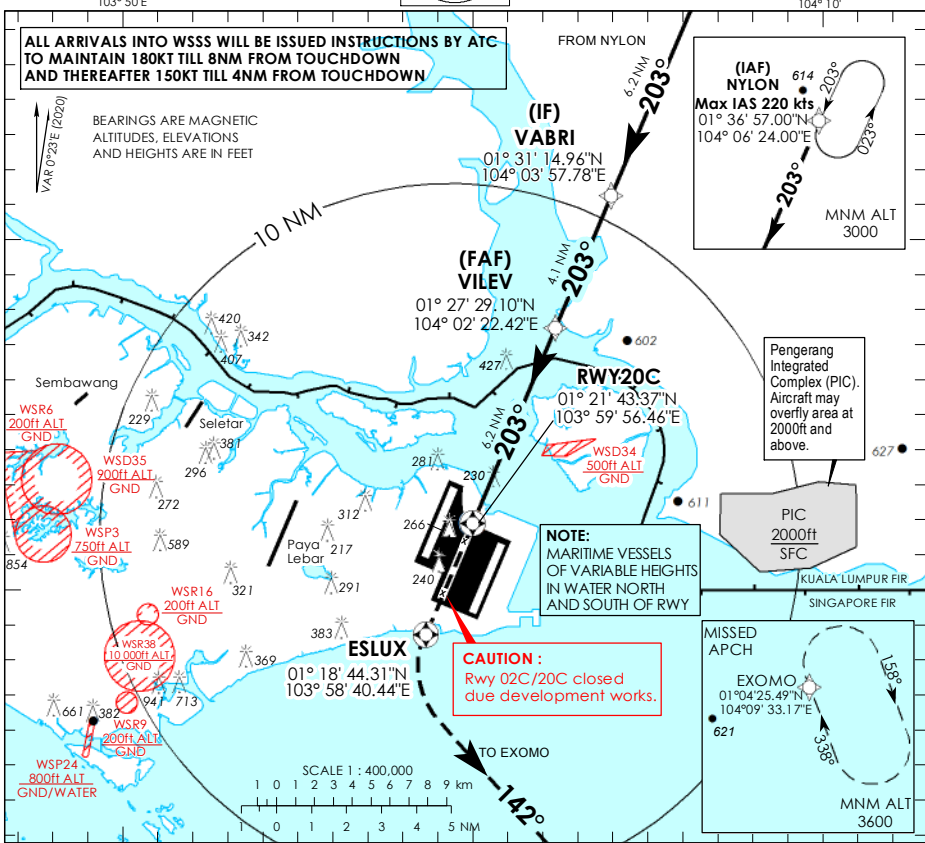 103° 50'E
104° 10'
ALL ARRIVALS INTO WSSS WILL BE ISSUED INSTRUCTIONS BY ATC
TO MAINTAIN 180KT TILL 8NM FROM TOUCHDOWN
AND THEREAFTER 150KT TILL 4NM FROM TOUCHDOWN
VAR 0°23'E (2020)
BEARINGS ARE MAGNETIC
ALTITUDES, ELEVATIONS
AND HEIGHTS ARE IN FEET
FROM NYLON
6.2 NM
203°
(IF)
VABRI
01° 31' 14.96"N
104° 03' 57.78"E
(IAF)
NYLON
Max IAS 220 kts
01° 36' 57.00"N
104° 06' 24.00"E
614
203°
023°
203°
MNM ALT
3000
10 NM
4.1 NM
203°
(FAF)
VILEV
01° 27' 29.10"N
104° 02' 22.42"E
420
342
407
427
602
RWY20C
01° 21' 43.37"N
103° 59' 56.46"E
6.2 NM
203°
Pengerang
Integrated
Complex (PIC).
Aircraft may
overfly area at
2000ft and
above.
Sembawang
229
Seletar
381
296
WSR6
200ft ALT
GND
WSD35
900ft ALT
GND
272
281
230
WSD34
500ft ALT
GND
627
611
PIC
2000ft
SFC
WSP3
750ft ALT
GND
854
589
312
217
266
Paya
Lebar
240
291
321
NOTE:
MARITIME VESSELS
OF VARIABLE HEIGHTS
IN WATER NORTH
AND SOUTH OF RWY
KUALA LUMPUR FIR
SINGAPORE FIR
WSR16
200ft ALT
GND
WSR38
10 000ft ALT
GND
383
369
ESLUX
01° 18' 44.31"N
103° 58' 40.44"E
CAUTION :
Rwy 02C/20C closed
due development works.
MISSED
APCH
EXOMO
01°04'25.49"N
104°09' 33.17"E
158°
338°
621
MNM ALT
3600
941
713
661
382
WSR9
200ft ALT
GND
WSP24
800ft ALT
GND/WATER
TO EXOMO
142°
SCALE 1 : 400,000
1 0 1 2 3 4 5 6 7 8 9 km
1 0 1 2 3 4 5 NM